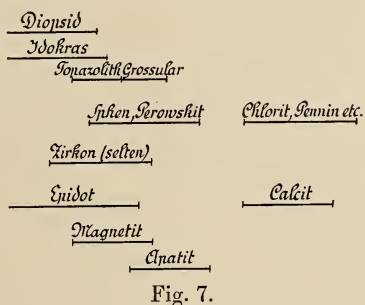 Diopsid
Idokras
Topazolith Grossular
Sphen, Perowskit Chlorit, Pennin etc.
Zirkon (selten)
Epidot Calcit
Magnetit
Apatit
Fig. 7.